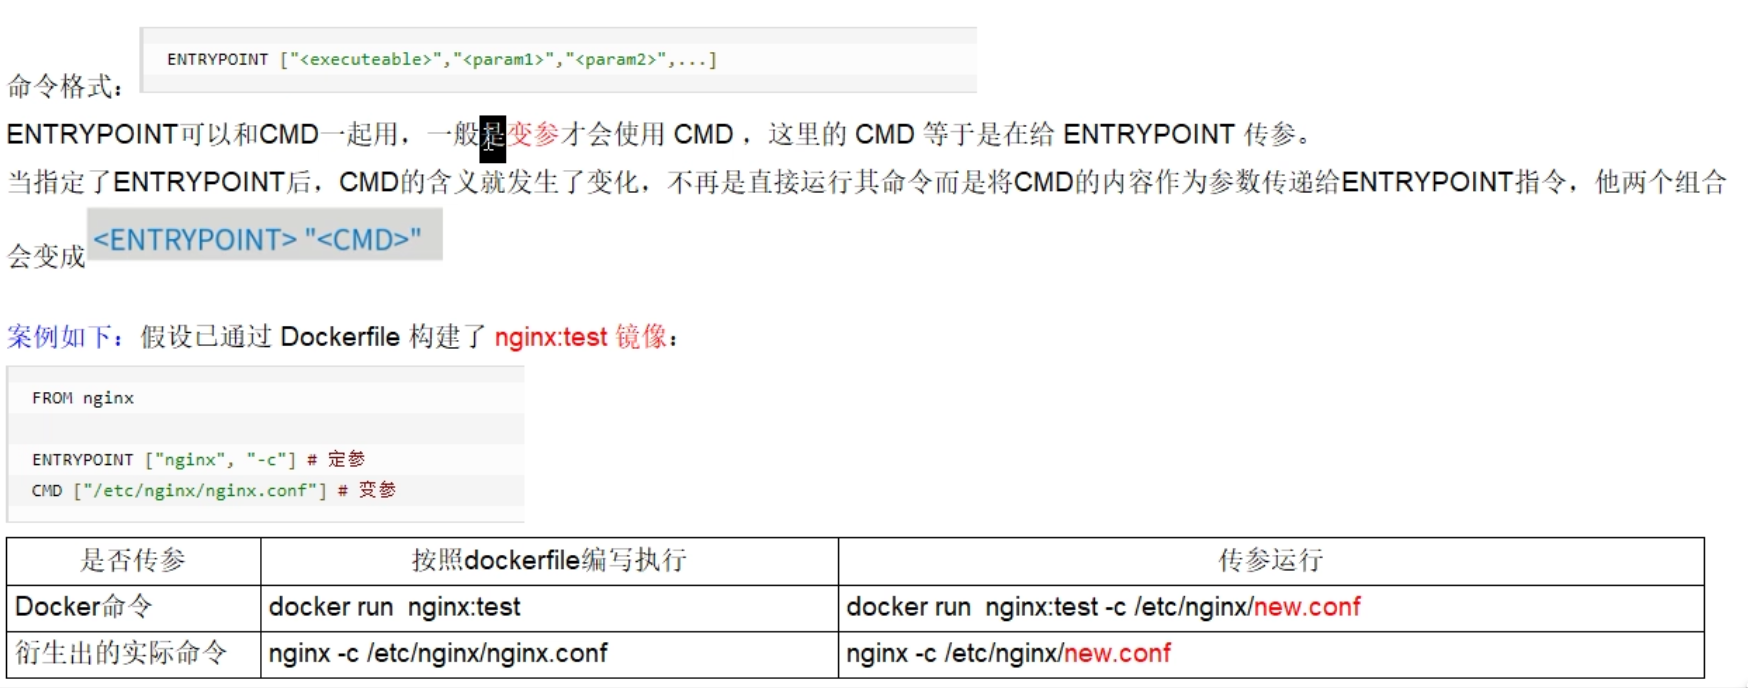 命令格式：ENTRYPOINT ["<executeable>","<param1>","<param2>",...]
ENTRYPOINT可以和CMD一起用，一般是变参才会使用 CMD ，这里的 CMD 等于是在给 ENTRYPOINT 传参。
当指定了ENTRYPOINT后，CMD的含义就发生了变化，不再是直接运行其命令而是将CMD的内容作为参数传递给ENTRYPOINT指令，他两个组合
会变成<ENTRYPOINT> "<CMD>"
案例如下：假设已通过 Dockerfile 构建了 nginx:test 镜像：
FROM nginx
ENTRYPOINT ["nginx", "-c"] # 定参
CMD ["/etc/nginx/nginx.conf"] # 变参
是否传参 按照dockerfile编写执行 传参运行
Docker命令 docker run  nginx:test docker run  nginx:test -c /etc/nginx/new.conf
衍生出的实际命令 nginx -c /etc/nginx/nginx.conf nginx -c /etc/nginx/new.conf